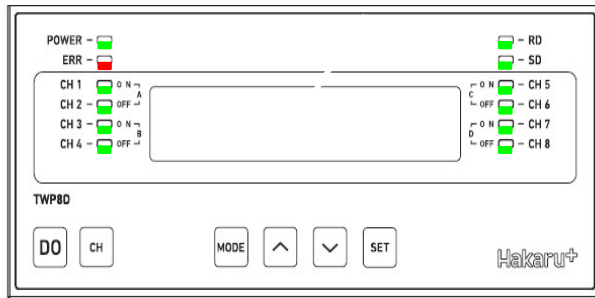 POWER - RD
ERR - SD
CH 1 ON A C ON - CH 5
CH 2 - OFF OFF - CH 6
CH 3 - ON B D ON - CH 7
CH 4 - OFF OFF - CH 8
TWP8D
DO CH MODE SET
Hakaru+